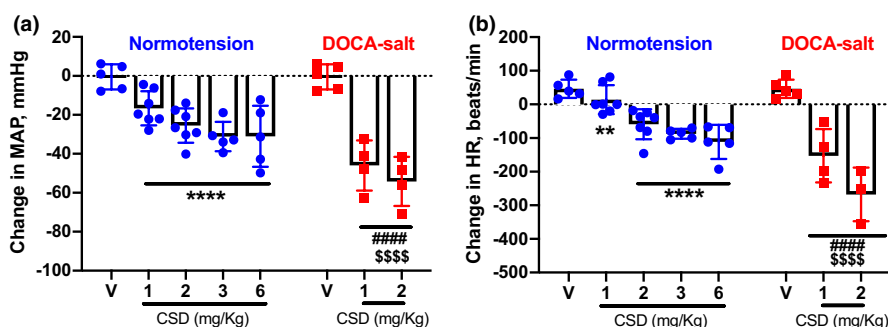 (a)
Normotension DOCA-salt
Change in MAP, mmHg
20
0
-20
-40
-60
-80
-100
****
####
$$$$
V 1 2 3 6 V 1 2
CSD (mg/Kg) CSD (mg/Kg)
(b)
Normotension DOCA-salt
Change in HR, beats/min
200
100
0
-100
-200
-300
-400
-500
**
****
####
$$$$
V 1 2 3 6 V 1 2
CSD (mg/Kg) CSD (mg/Kg)